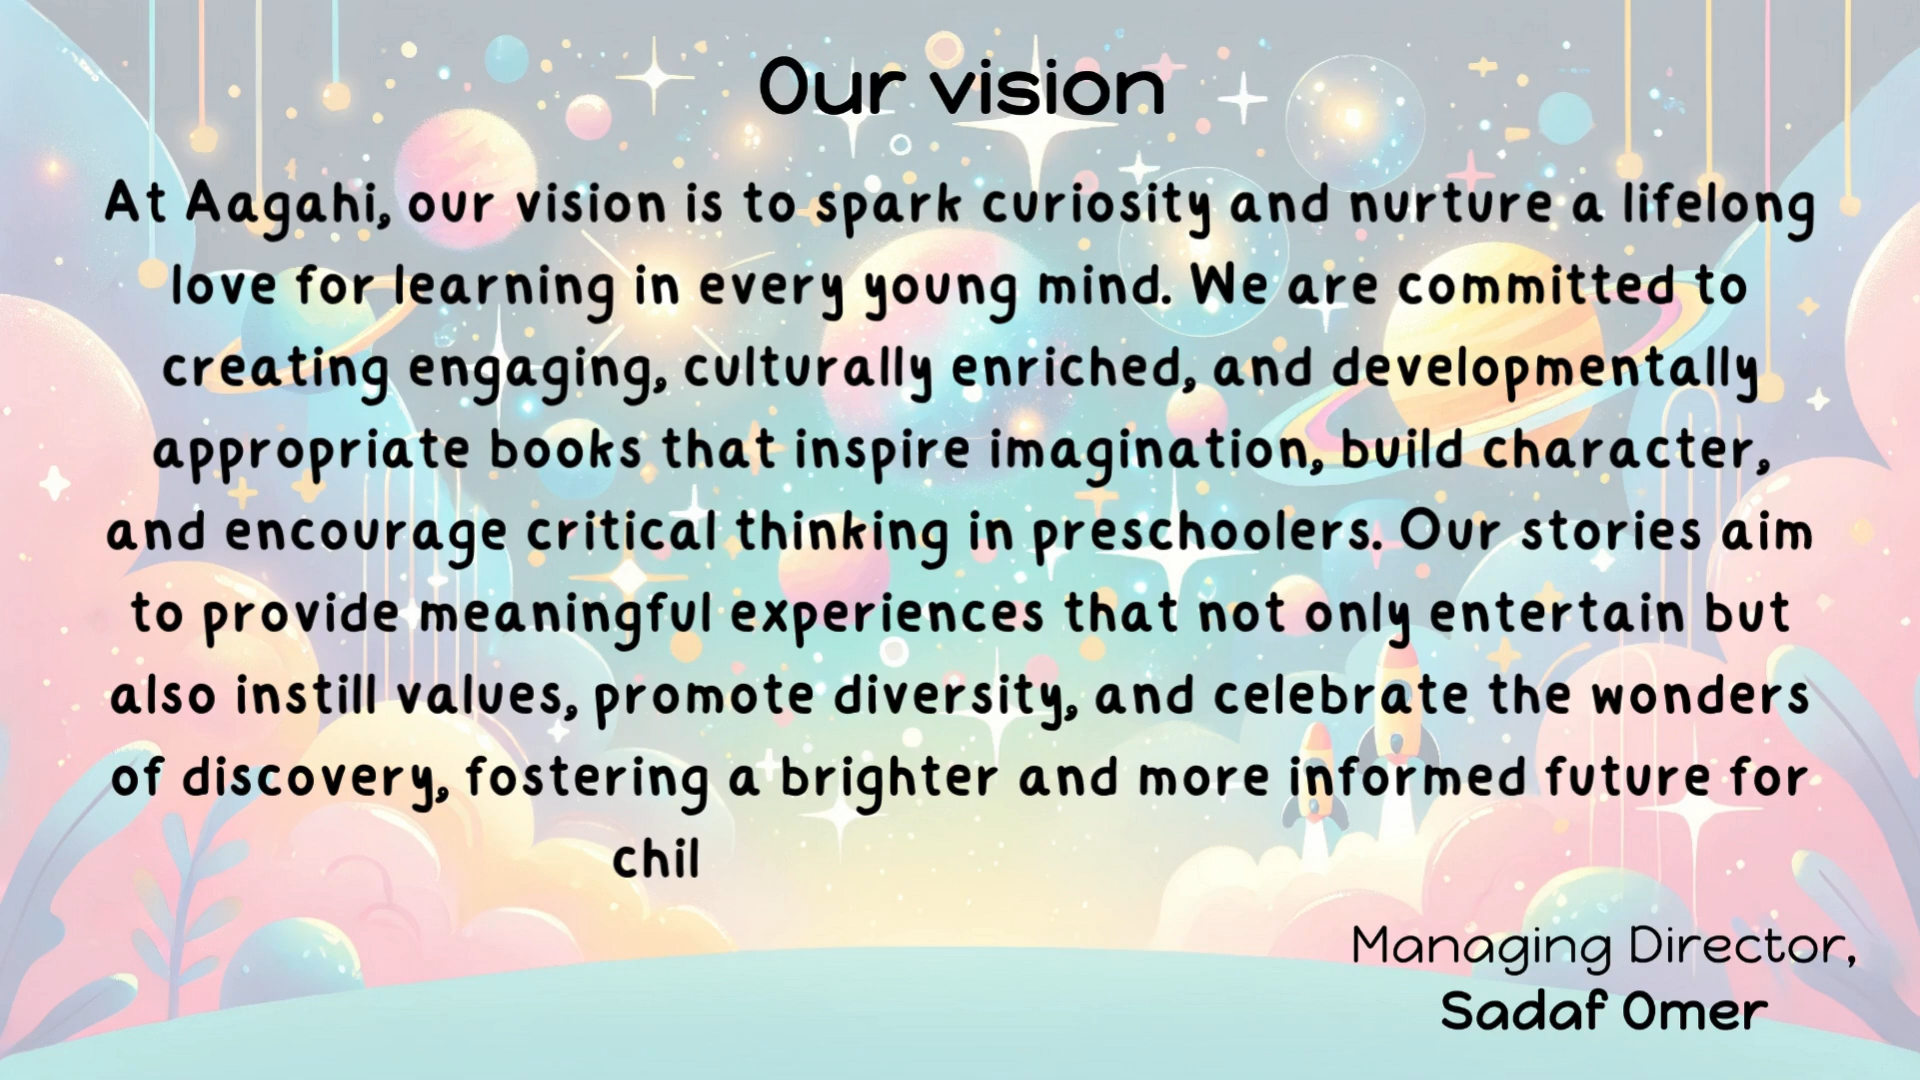 Our vision
At Aagahi, our vision is to spark curiosity and nurture a lifelong
love for learning in every young mind. We are committed to
creating engaging, culturally enriched, and developmentally
appropriate books that inspire imagination, build character,
and encourage critical thinking in preschoolers. Our stories aim
to provide meaningful experiences that not only entertain but
also instill values, promote diversity, and celebrate the wonders
of discovery, fostering a brighter and more informed future for
chil
Managing Director,
Sadaf Omer